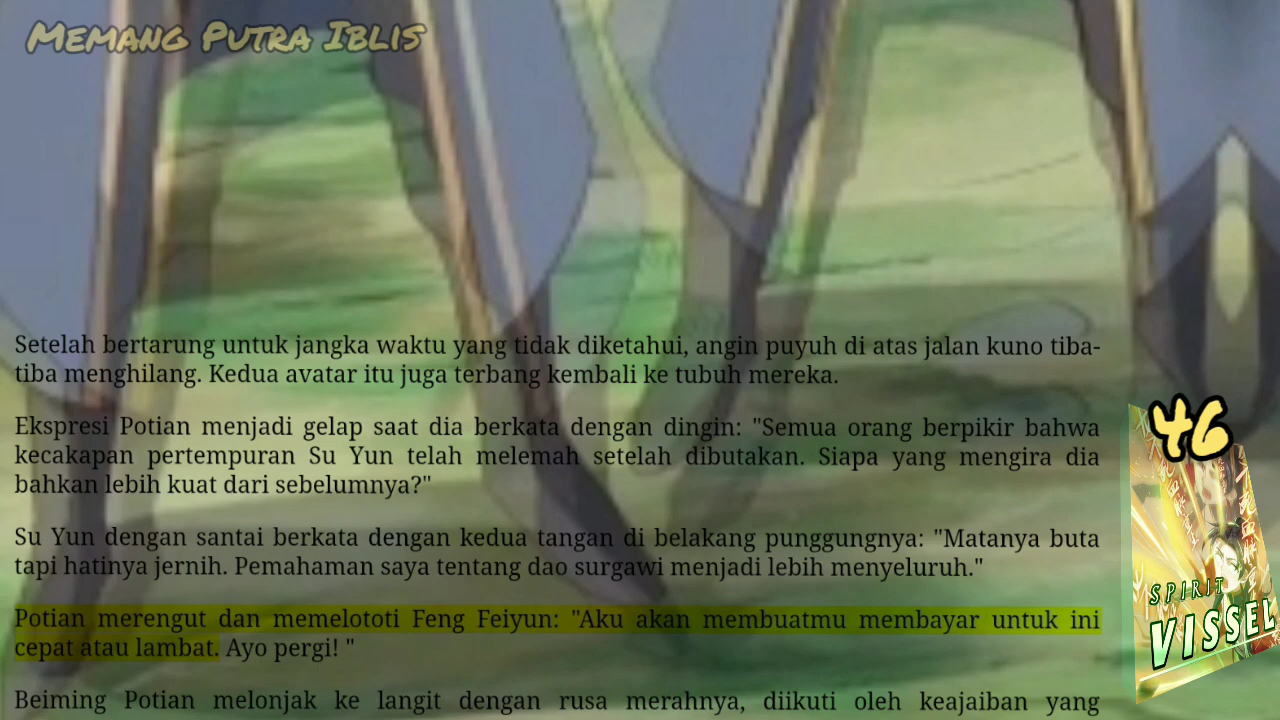 Memang Putra Iblis
Setelah bertarung untuk jangka waktu yang tidak diketahui, angin puyuh di atas jalan kuno tiba-
tiba menghilang. Kedua avatar itu juga terbang kembali ke tubuh mereka.
Ekspresi Potian menjadi gelap saat dia berkata dengan dingin: "Semua orang berpikir bahwa
kecakapan pertempuran Su Yun telah melemah setelah dibutakan. Siapa yang mengira dia
bahkan lebih kuat dari sebelumnya?"
Su Yun dengan santai berkata dengan kedua tangan di belakang punggungnya: "Matanya buta
tapi hatinya jernih. Pemahaman saya tentang dao surgawi menjadi lebih menyeluruh."
Potian merengut dan memelototi Feng Feiyun: "Aku akan membuatmu membayar untuk ini
cepat atau lambat. Ayo pergi! "
Beiming Potian melonjak ke langit dengan rusa merahnya, diikuti oleh keajaiban yang
46
SPIRIT
VISSEL